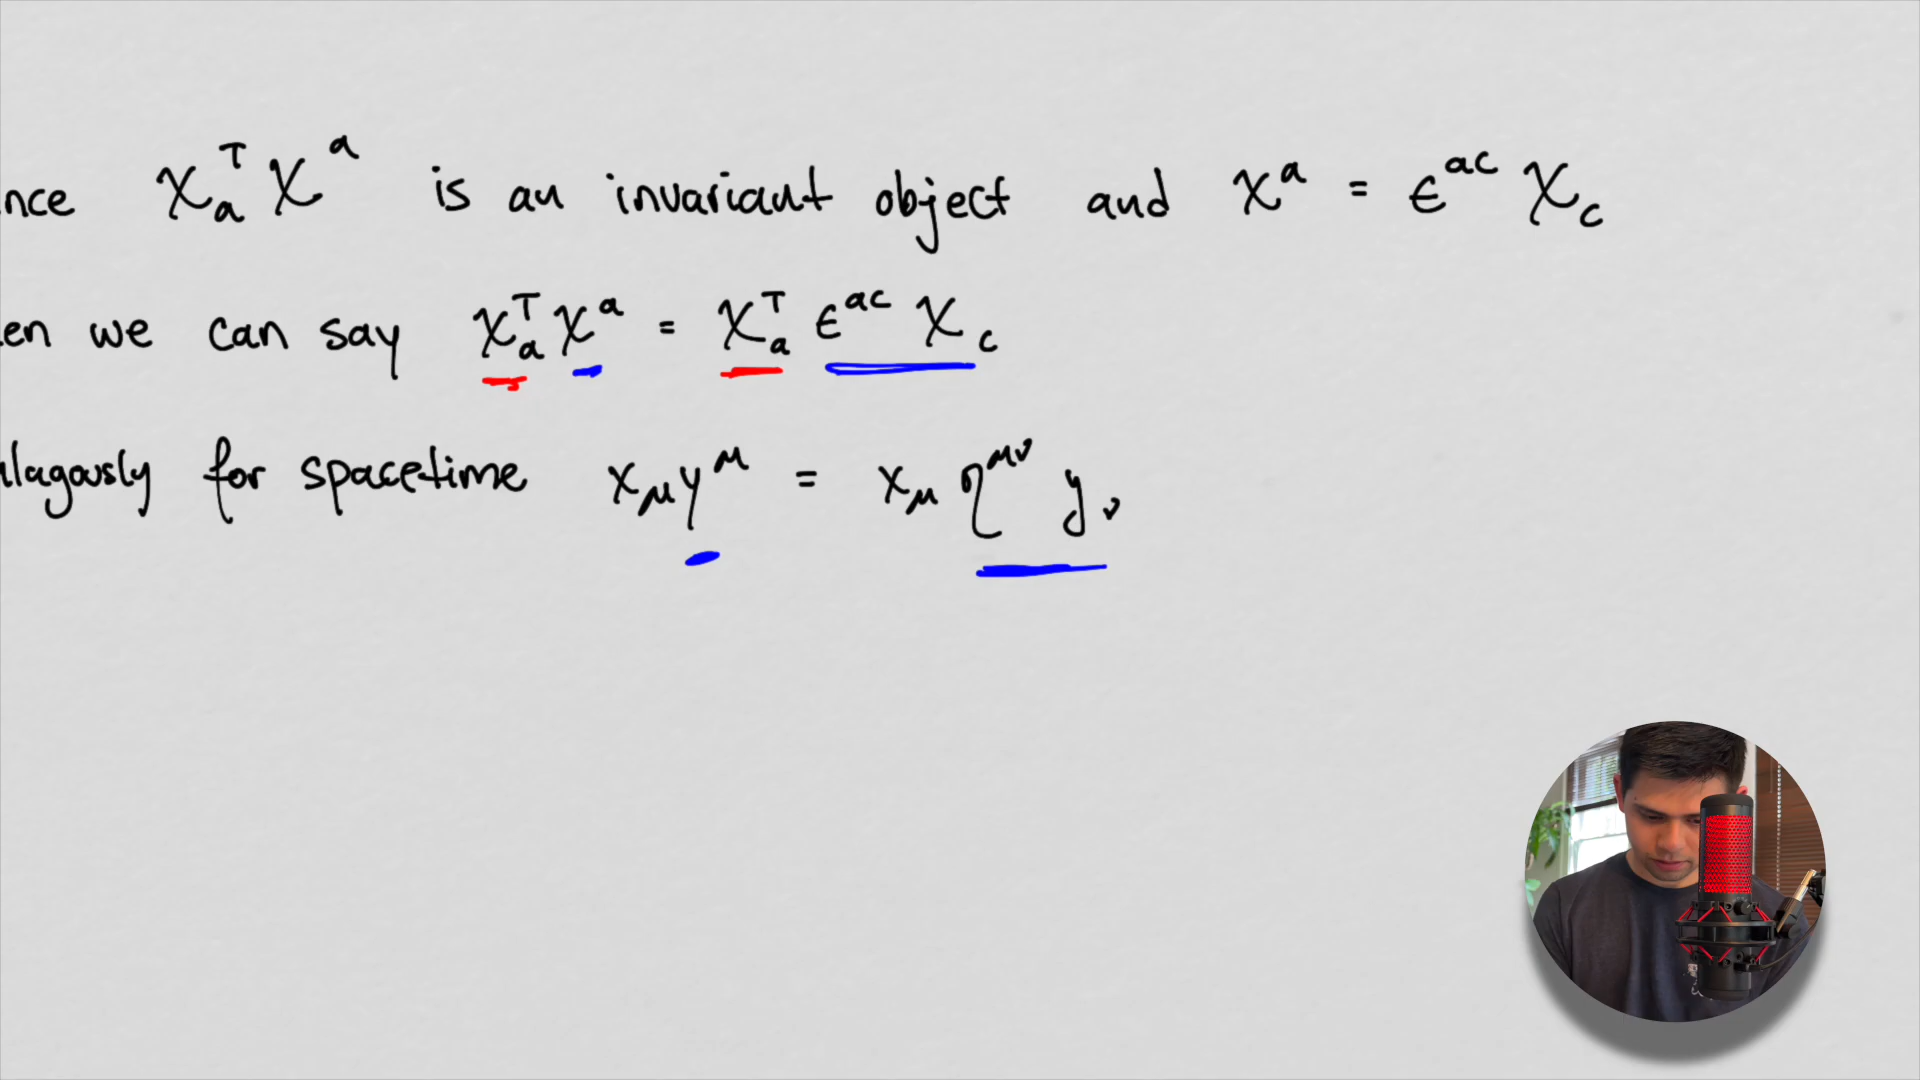 nce χ_a^T χ^a is an invariant object and χ^a = ϵ^{ac} χ_c
en we can say χ_a^T χ^a = χ_a^T ϵ^{ac} χ_c
alagously for spacetime x_μ y^μ = x_μ η^{μν} y_ν